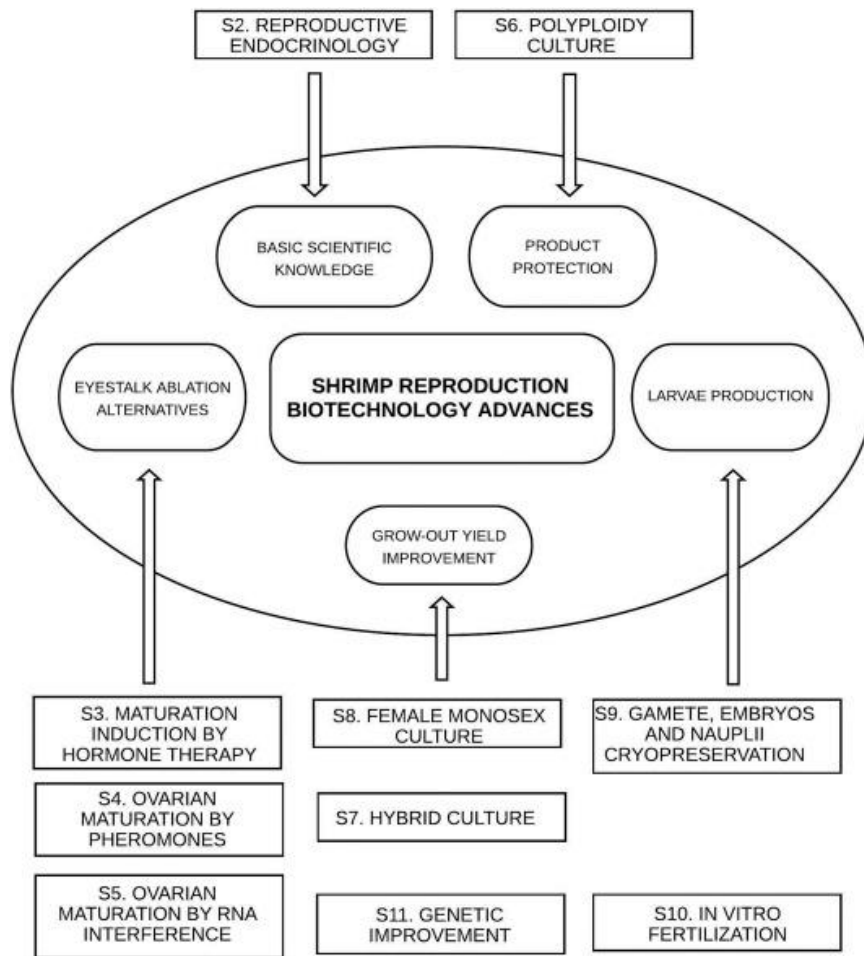 S2. REPRODUCTIVE
ENDOCRINOLOGY
S6. POLYPLOIDY
CULTURE
BASIC SCIENTIFIC
KNOWLEDGE
PRODUCT
PROTECTION
EYESTALK ABLATION
ALTERNATIVES
SHRIMP REPRODUCTION
BIOTECHNOLOGY ADVANCES
LARVAE PRODUCTION
GROW-OUT YIELD
IMPROVEMENT
S3. MATURATION
INDUCTION BY
HORMONE THERAPY
S8. FEMALE MONOSEX
CULTURE
S9. GAMETE, EMBRYOS
AND NAUPLII
CRYOPRESERVATION
S4. OVARIAN
MATURATION BY
PHEROMONES
S7. HYBRID CULTURE
S5. OVARIAN
MATURATION BY RNA
INTERFERENCE
S11. GENETIC
IMPROVEMENT
S10. IN VITRO
FERTILIZATION